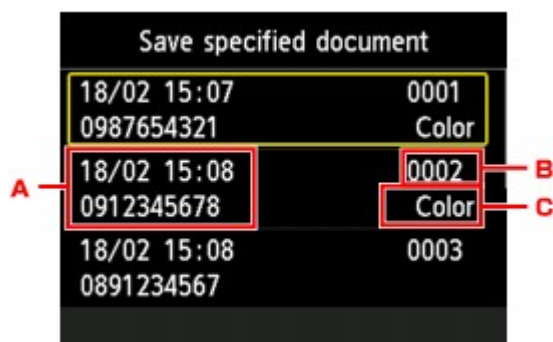 Save specified document
18/02 15:07 0001
0987654321 Color
18/02 15:08 0002
0912345678 Color
18/02 15:08 0003
0891234567
A
B
C